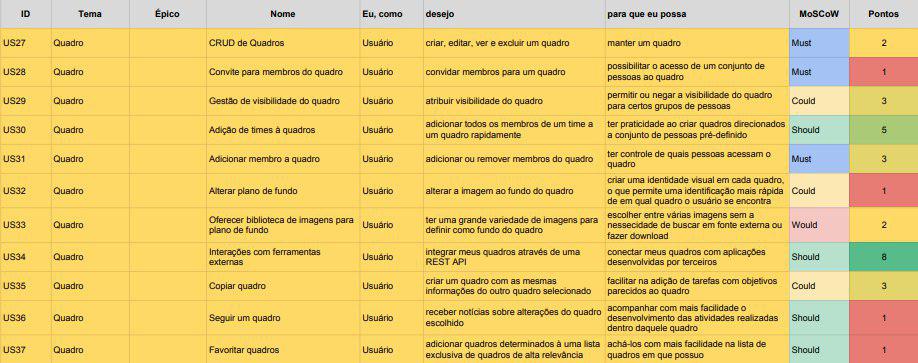 ID Tema Épico Nome Eu, como desejo para que eu possa MoSCoW Pontos
US27 Quadro CRUD de Quadros Usuário criar, editar, ver e excluir um quadro manter um quadro Must 2
US28 Quadro Convite para membros do quadro Usuário convidar membros para um quadro possibilitar o acesso de um conjunto de
pessoas ao quadro Must 1
US29 Quadro Gestão de visibilidade do quadro Usuário atribuir visibilidade do quadro permitir ou negar a visibilidade do quadro
para certos grupos de pessoas Could 3
US30 Quadro Adição de times à quadros Usuário adicionar todos os membros de um time a
um quadro rapidamente ter praticidade ao criar quadros direcionados
a conjunto de pessoas pré-definido Should 5
US31 Quadro Adicionar membro a quadro Usuário adicionar ou remover membros do quadro ter controle de quais pessoas acessam o
quadro Must 3
US32 Quadro Alterar plano de fundo Usuário alterar a imagem ao fundo do quadro criar uma identidade visual em cada quadro,
o que permite uma identificação mais rápida
de em qual quadro o usuário se encontra Could 1
US33 Quadro Oferecer biblioteca de imagens para
plano de fundo Usuário ter uma grande variedade de imagens para
definir como fundo do quadro escolher entre várias imagens sem a
nessecidade de buscar em fonte externa ou
fazer download Would 2
US34 Quadro Interações com ferramentas
externas Usuário integrar meus quadros através de uma
REST API conectar meus quadros com aplicações
desenvolvidas por terceiros Should 8
US35 Quadro Copiar quadro Usuário criar um quadro com as mesmas
informações do outro quadro selecionado facilitar na adição de tarefas com objetivos
parecidos ao quadro Could 3
US36 Quadro Seguir um quadro Usuário receber notícias sobre alterações do quadro
escolhido acompanhar com mais facilidade o
desenvolvimento das atividades realizadas
dentro daquele quadro Should 1
US37 Quadro Favoritar quadros Usuário adicionar quadros determinados à uma lista
exclusiva de quadros de alta relevância achá-los com mais facilidade na lista de
quadros em que possuo Should 1